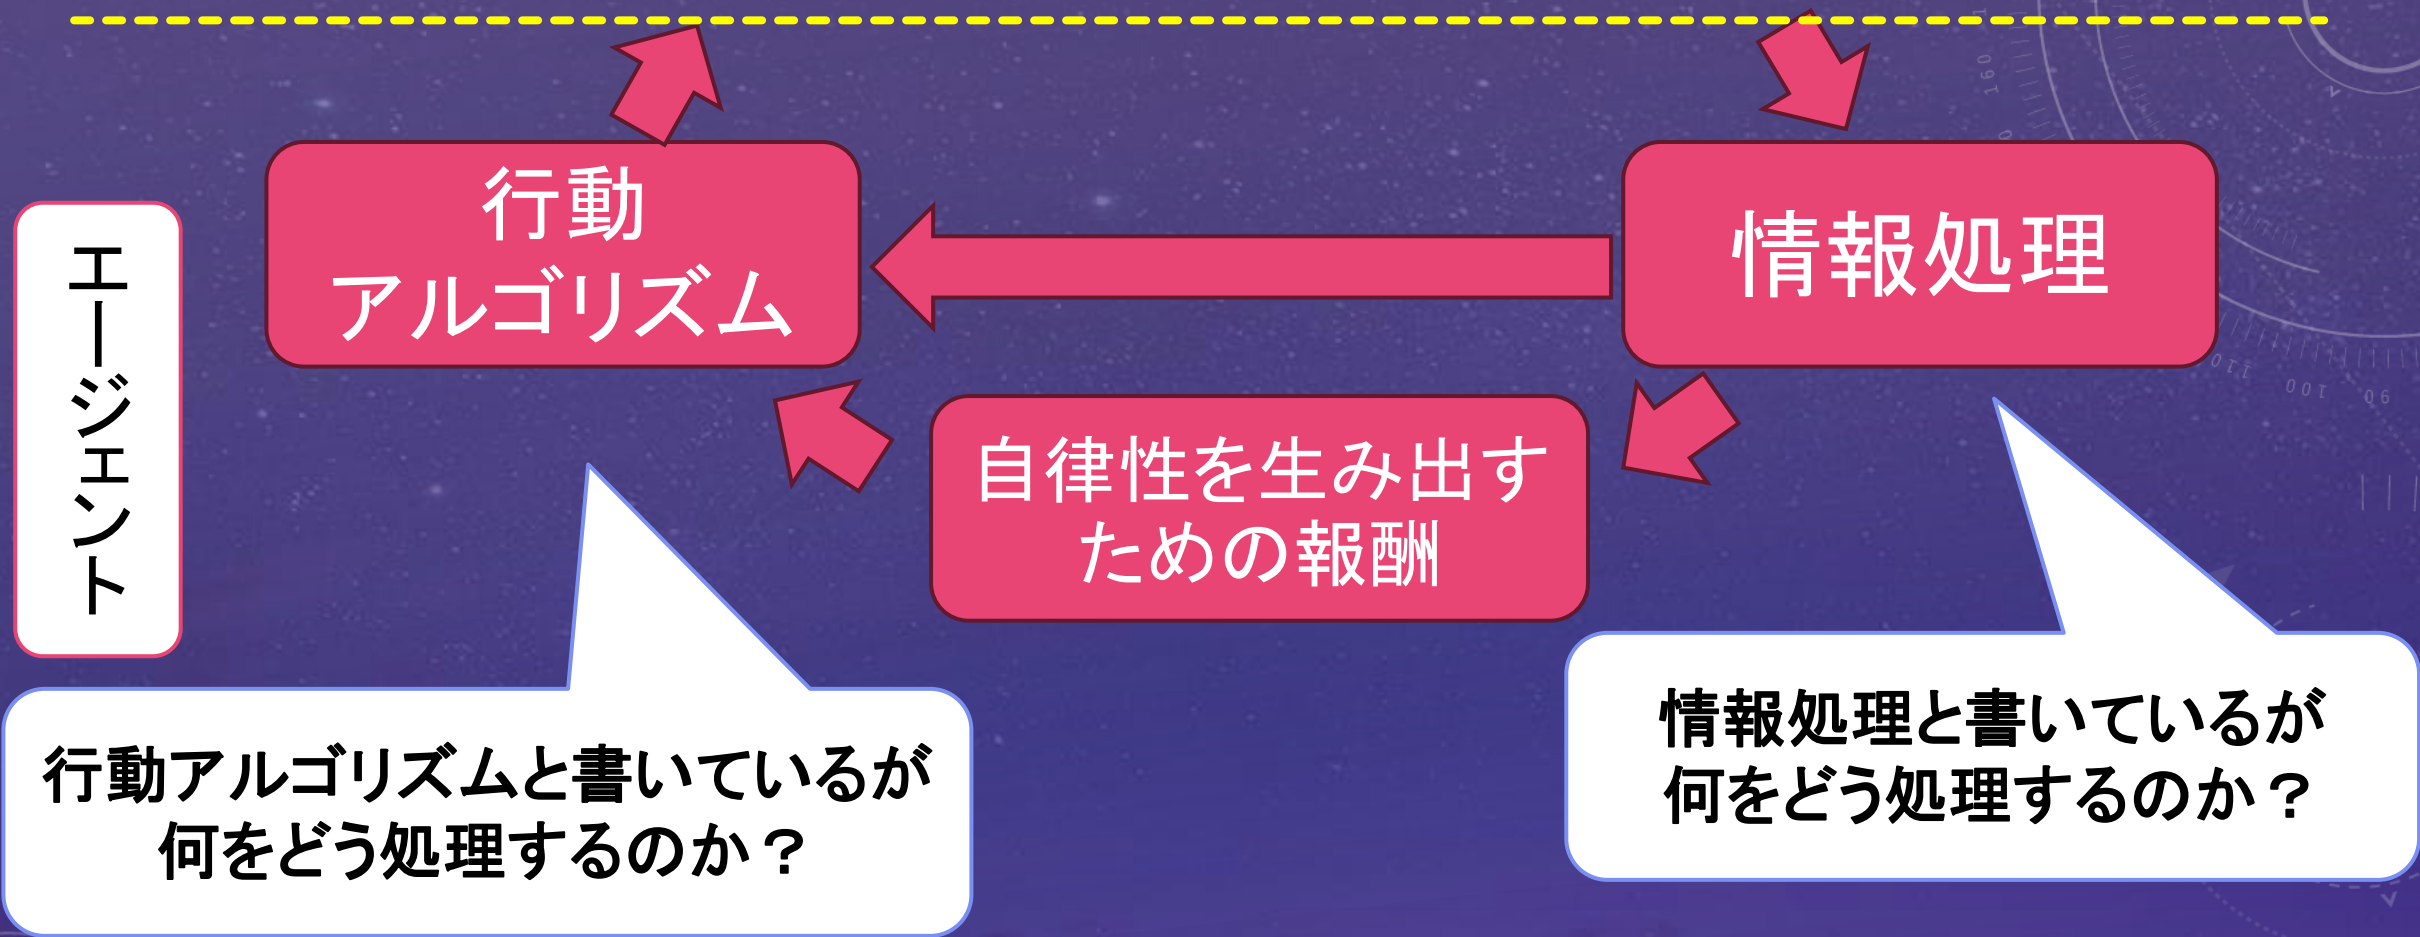 行動
アルゴリズム
情報処理
エージェント
自律性を生み出す
ための報酬
行動アルゴリズムと書いているが
何をどう処理するのか？
情報処理と書いているが
何をどう処理するのか？
160
110
100
90